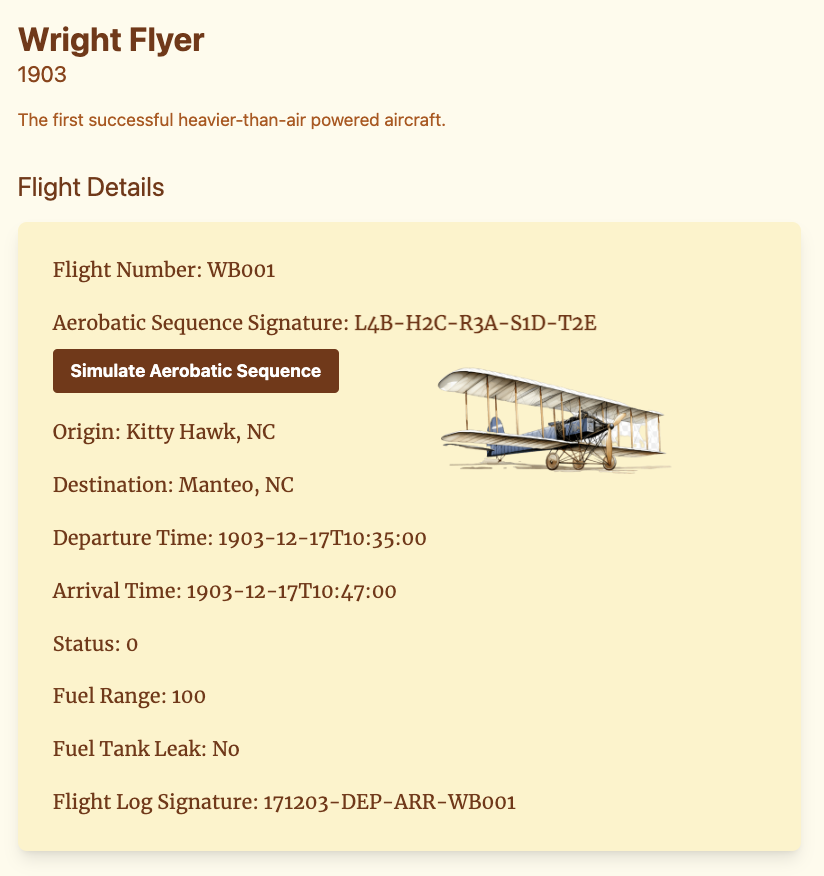 Wright Flyer
1903
The first successful heavier-than-air powered aircraft.
Flight Details
Flight Number: WB001
Aerobatic Sequence Signature: L4B-H2C-R3A-S1D-T2E
Simulate Aerobatic Sequence
Origin: Kitty Hawk, NC
Destination: Manteo, NC
Departure Time: 1903-12-17T10:35:00
Arrival Time: 1903-12-17T10:47:00
Status: 0
Fuel Range: 100
Fuel Tank Leak: No
Flight Log Signature: 171203-DEP-ARR-WB001